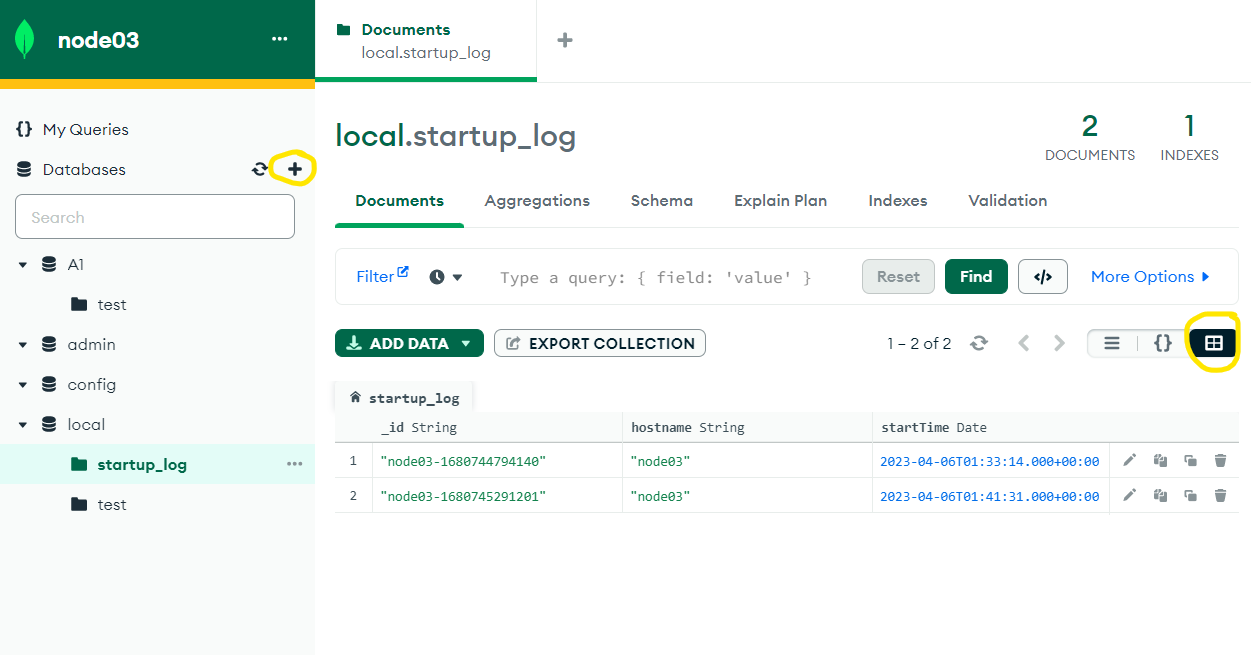 node03
Documents
local.startup_log
My Queries
Databases
Search
A1
test
admin
config
local
startup_log
test
local.startup_log
2
DOCUMENTS
1
INDEXES
Documents Aggregations Schema Explain Plan Indexes Validation
Filter Type a query: { field: 'value' } Reset Find </> More Options
ADD DATA EXPORT COLLECTION 1 – 2 of 2 {}
startup_log
_id String hostname String startTime Date
1 "node03-1680744794140" "node03" 2023-04-06T01:33:14.000+00:00
2 "node03-1680745291201" "node03" 2023-04-06T01:41:31.000+00:00